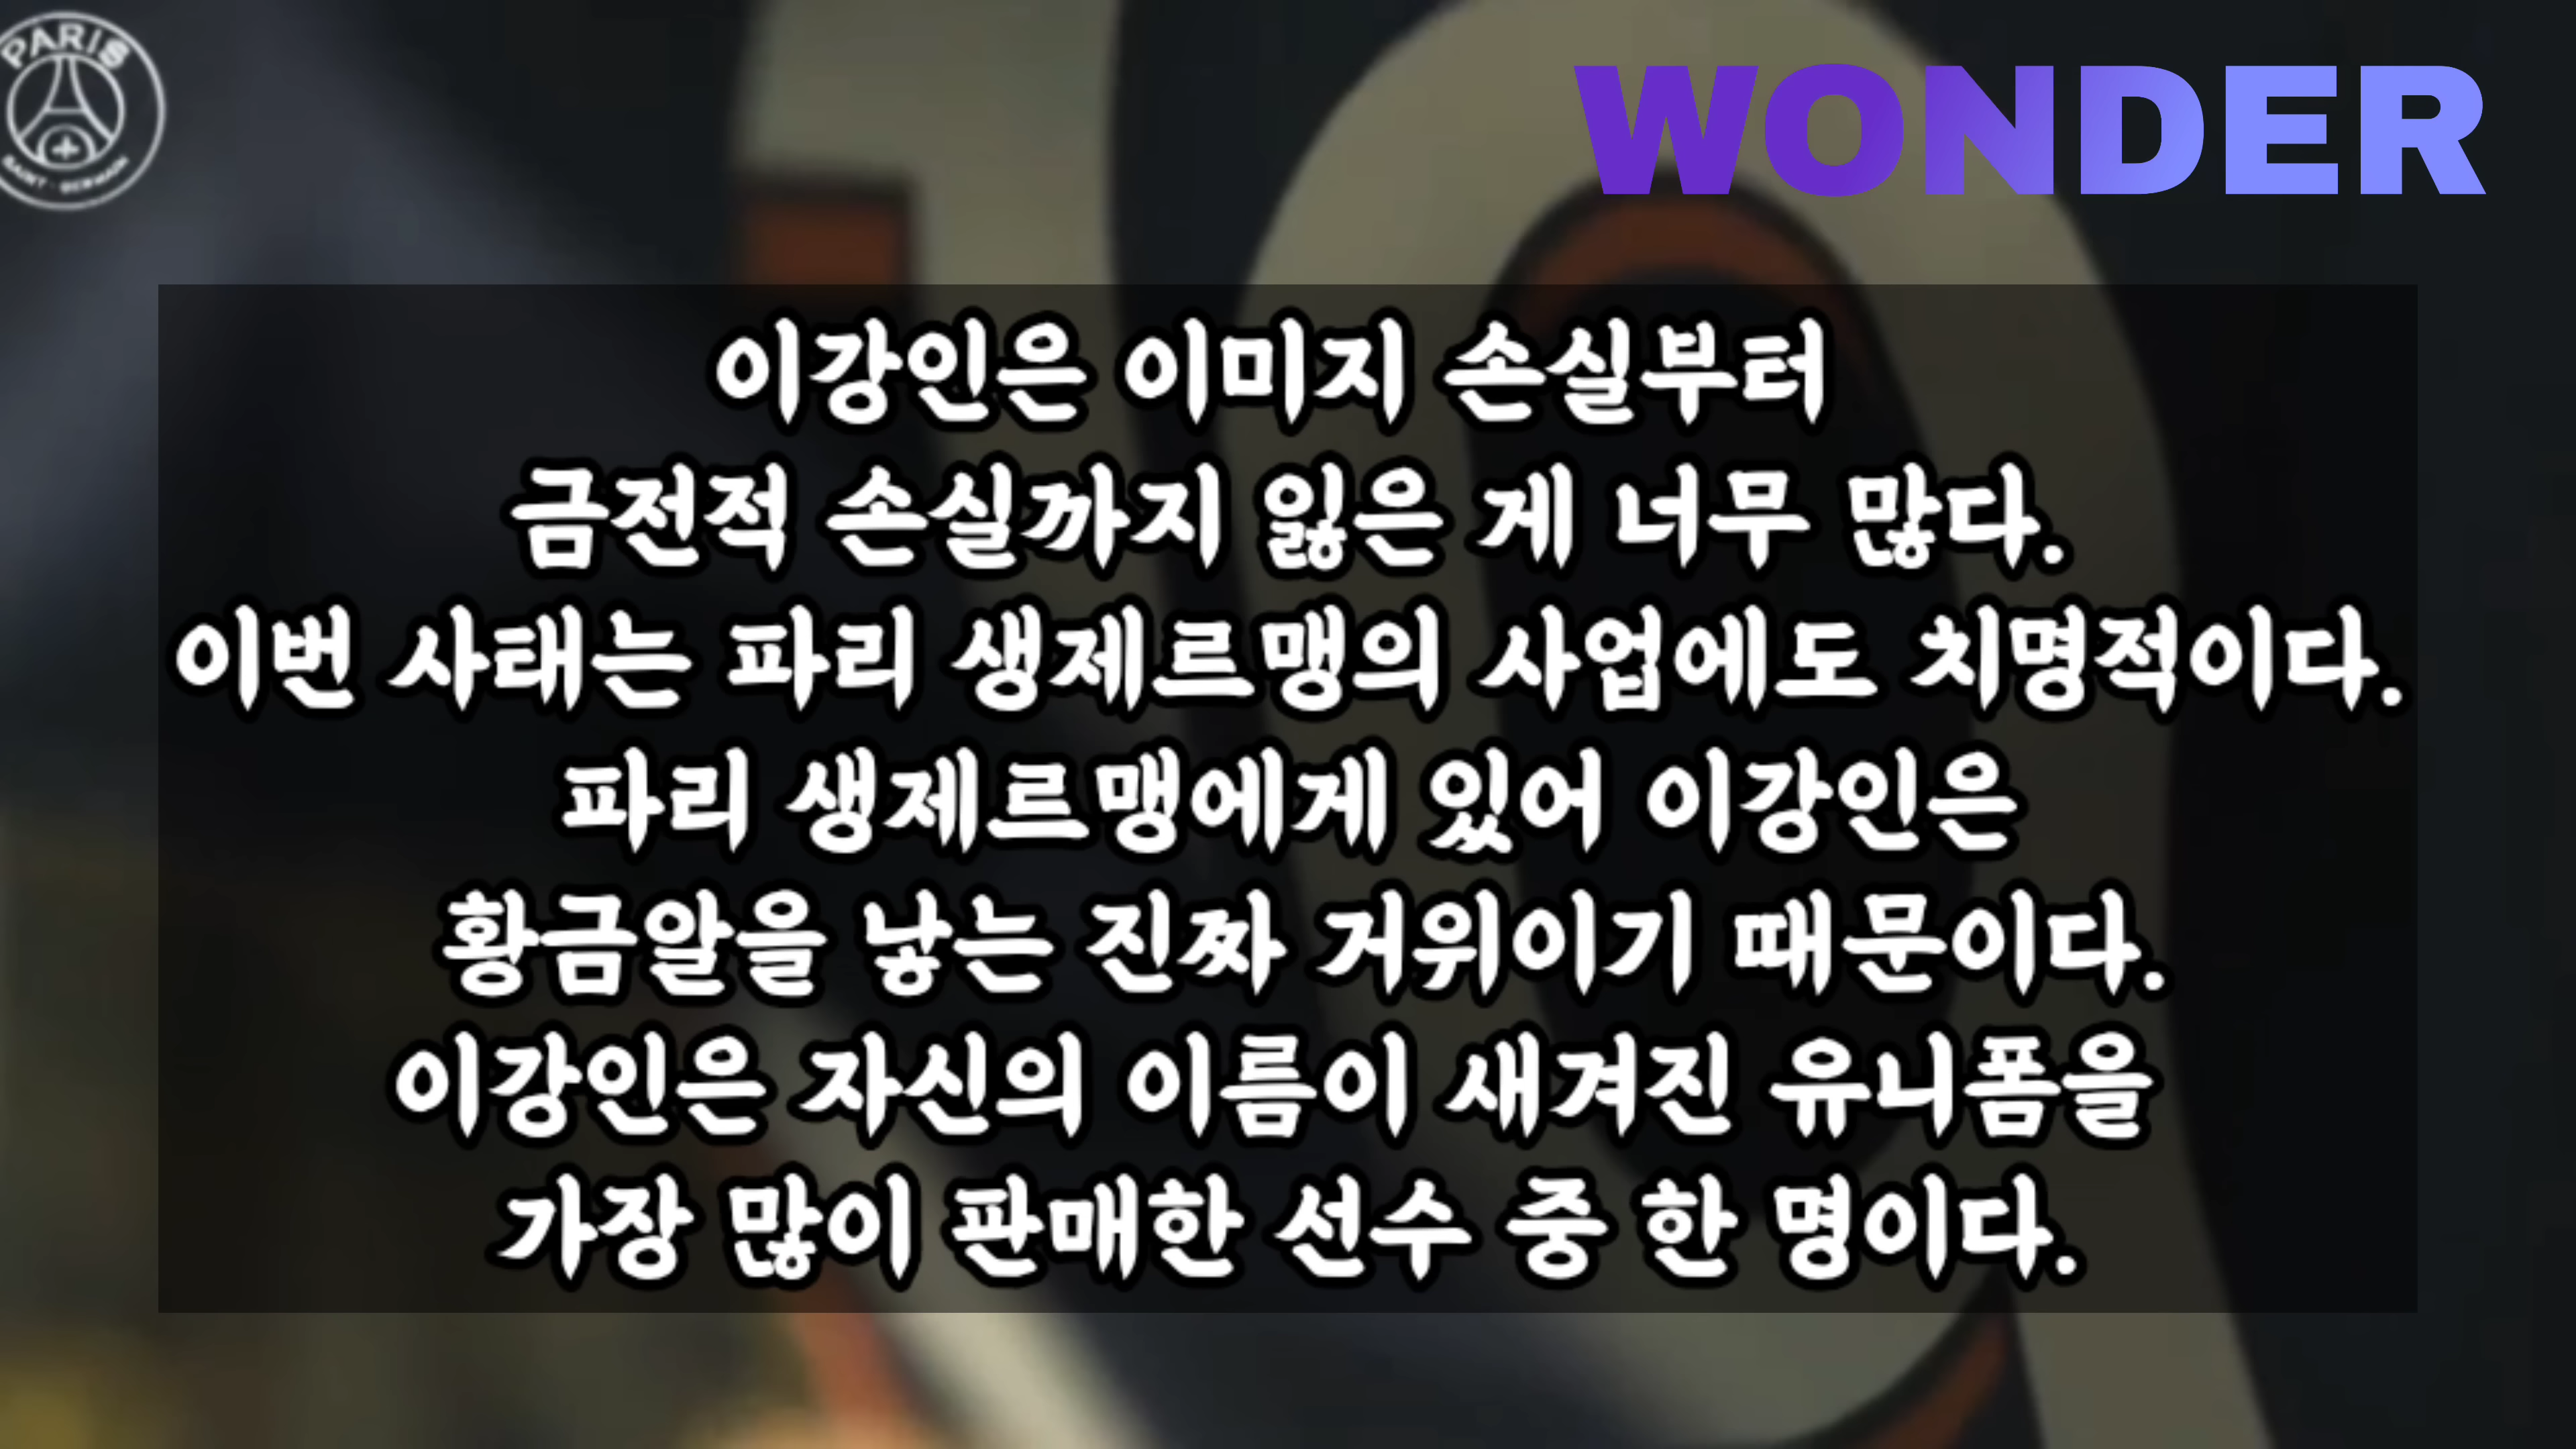 PARIS
SAINT-GERMAIN
WONDER
이강인은 이미지 손실부터
금전적 손실까지 잃은 게 너무 많다.
이번 사태는 파리 생제르맹의 사업에도 치명적이다.
파리 생제르맹에게 있어 이강인은
황금알을 낳는 진짜 거위이기 때문이다.
이강인은 자신의 이름이 새겨진 유니폼을
가장 많이 판매한 선수 중 한 명이다.